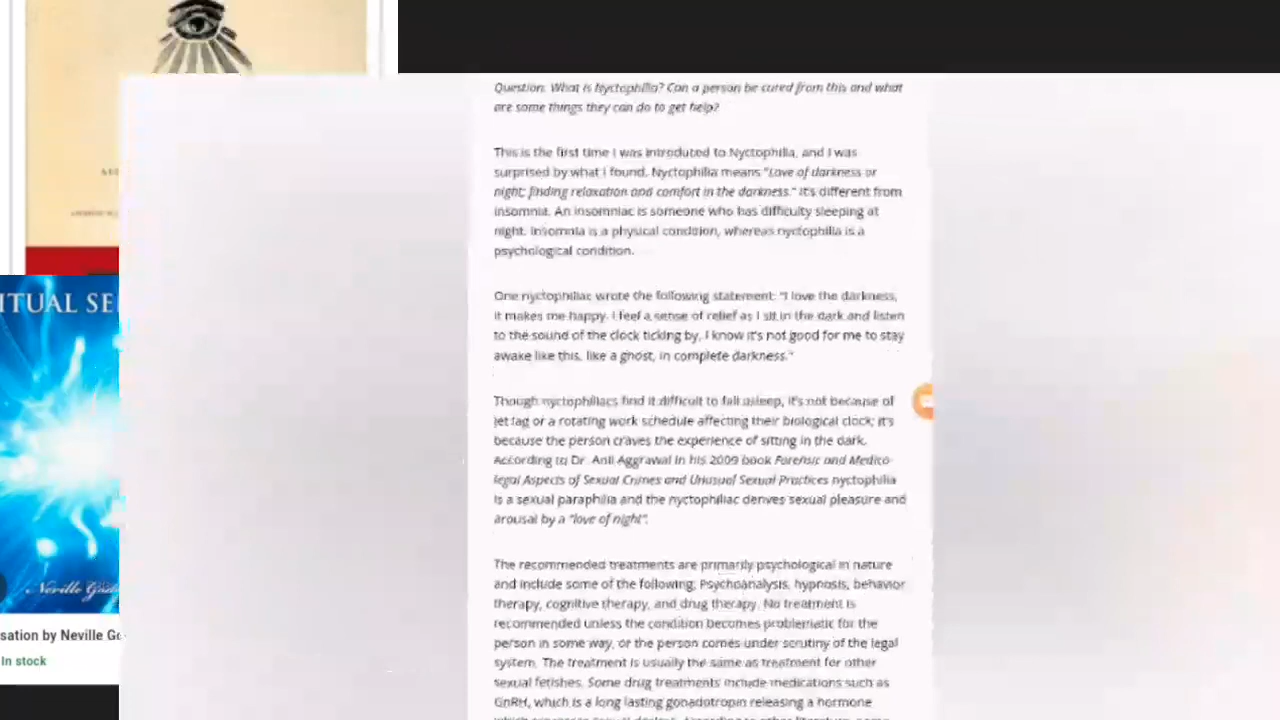 ITUAL SE
Neville God
sation by Neville Go
In stock
Question: What is Nyctophilia? Can a person be cured from this and what
are some things they can do to get help?
This is the first time I was introduced to Nyctophilia, and I was
surprised by what I found. Nyctophilia means "Love of darkness or
night; finding relaxation and comfort in the darkness." It's different from
insomnia. An insomniac is someone who has difficulty sleeping at
night. Insomnia is a physical condition, whereas nyctophilia is a
psychological condition.
One nyctophiliac wrote the following statement: "I love the darkness,
it makes me happy. I feel a sense of relief as I sit in the dark and listen
to the sound of the clock ticking by, I know it's not good for me to stay
awake like this, like a ghost, in complete darkness."
Though nyctophiliacs find it difficult to fall asleep, it's not because of
jet lag or a rotating work schedule affecting their biological clock; it's
because the person craves the experience of sitting in the dark.
According to Dr. Anil Aggrawal in his 2009 book Forensic and Medico-
legal Aspects of Sexual Crimes and Unusual Sexual Practices nyctophilia
is a sexual paraphilia and the nyctophiliac derives sexual pleasure and
arousal by a "love of night".
The recommended treatments are primarily psychological in nature
and include some of the following; Psychoanalysis, hypnosis, behavior
therapy, cognitive therapy, and drug therapy. No treatment is
recommended unless the condition becomes problematic for the
person in some way, or the person comes under scrutiny of the legal
system. The treatment is usually the same as treatment for other
sexual fetishes. Some drug treatments include medications such as
GnRH, which is a long lasting gonadotropin releasing a hormone